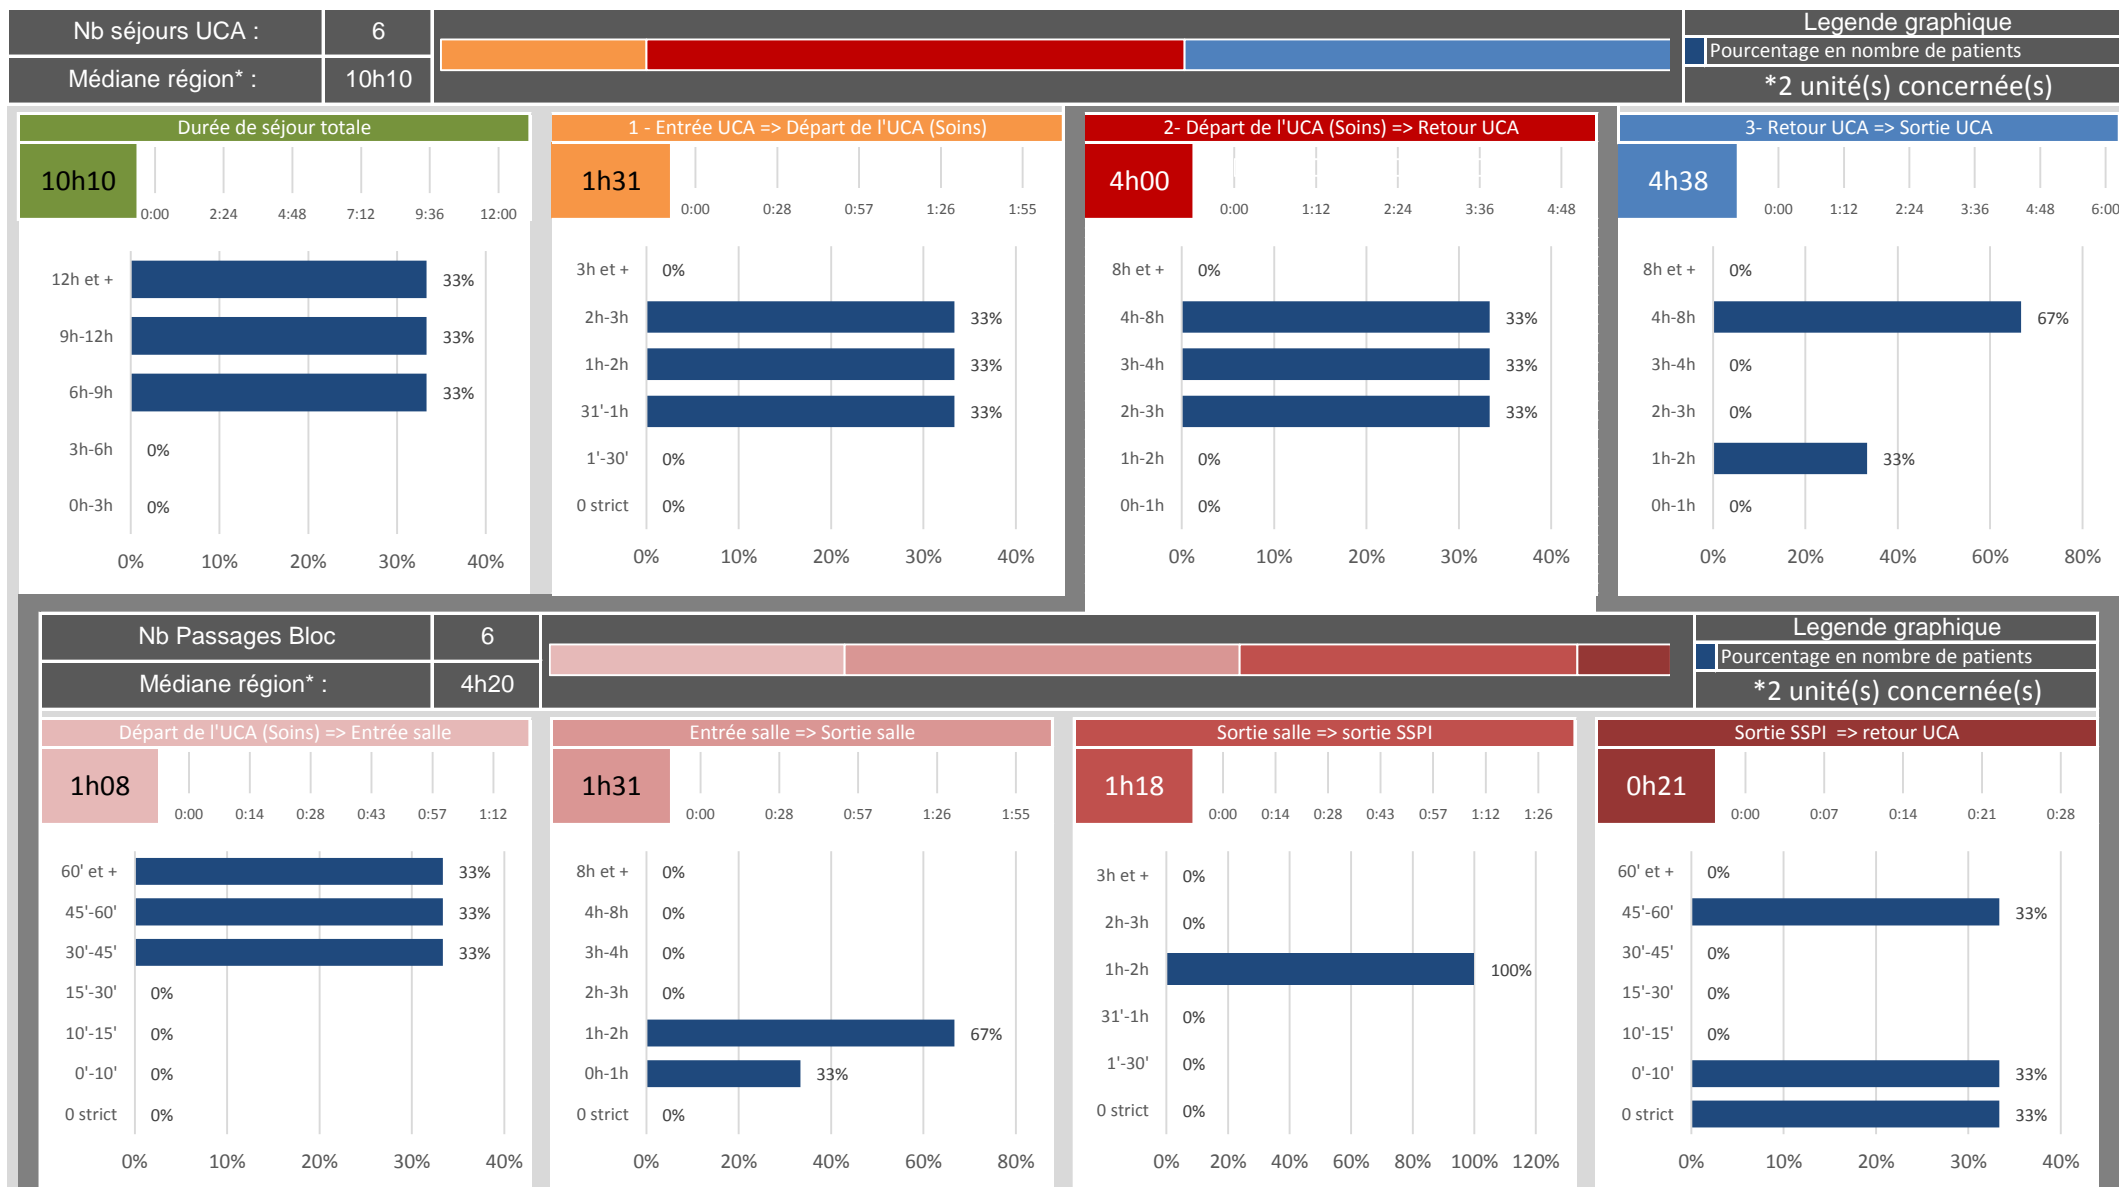 Nb séjours UCA :
6
Médiane région* :
10h10
Legende graphique
Pourcentage en nombre de patients
*2 unité(s) concernée(s)
Durée de séjour totale
10h10
0:00 2:24 4:48 7:12 9:36 12:00
12h et + 33%
9h-12h 33%
6h-9h 33%
3h-6h 0%
0h-3h 0%
0% 10% 20% 30% 40%
1 - Entrée UCA => Départ de l'UCA (Soins)
1h31
0:00 0:28 0:57 1:26 1:55
3h et + 0%
2h-3h 33%
1h-2h 33%
31'-1h 33%
1'-30' 0%
0 strict 0%
0% 10% 20% 30% 40%
2- Départ de l'UCA (Soins) => Retour UCA
4h00
0:00 1:12 2:24 3:36 4:48
8h et + 0%
4h-8h 33%
3h-4h 33%
2h-3h 33%
1h-2h 0%
0h-1h 0%
0% 10% 20% 30% 40%
3- Retour UCA => Sortie UCA
4h38
0:00 1:12 2:24 3:36 4:48 6:00
8h et + 0%
4h-8h 67%
3h-4h 0%
2h-3h 0%
1h-2h 33%
0h-1h 0%
0% 20% 40% 60% 80%
Nb Passages Bloc
6
Médiane région* :
4h20
Legende graphique
Pourcentage en nombre de patients
*2 unité(s) concernée(s)
Départ de l'UCA (Soins) => Entrée salle
1h08
0:00 0:14 0:28 0:43 0:57 1:12
60' et + 33%
45'-60' 33%
30'-45' 33%
15'-30' 0%
10'-15' 0%
0'-10' 0%
0 strict 0%
0% 10% 20% 30% 40%
Entrée salle => Sortie salle
1h31
0:00 0:28 0:57 1:26 1:55
8h et + 0%
4h-8h 0%
3h-4h 0%
2h-3h 0%
1h-2h 67%
0h-1h 33%
0 strict 0%
0% 20% 40% 60% 80%
Sortie salle => sortie SSPI
1h18
0:00 0:14 0:28 0:43 0:57 1:12 1:26
3h et + 0%
2h-3h 0%
1h-2h 100%
31'-1h 0%
1'-30' 0%
0 strict 0%
0% 20% 40% 60% 80% 100% 120%
Sortie SSPI => retour UCA
0h21
0:00 0:07 0:14 0:21 0:28
60' et + 0%
45'-60' 33%
30'-45' 0%
15'-30' 0%
10'-15' 0%
0'-10' 33%
0 strict 33%
0% 10% 20% 30% 40%